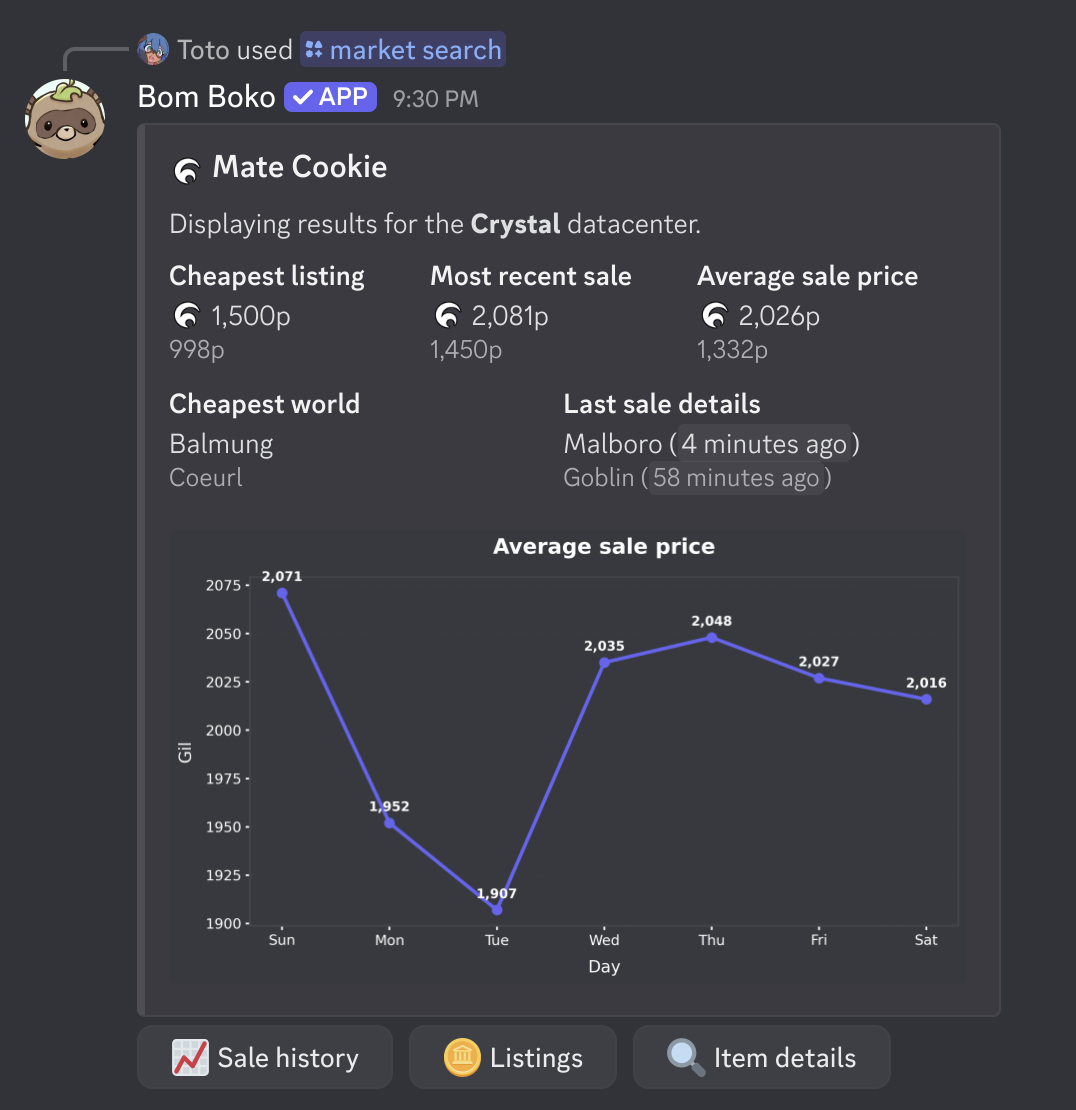 Toto used market search
Bom Boko APP 9:30 PM
Mate Cookie
Displaying results for the Crystal datacenter.
Cheapest listing
1,500p
998p
Most recent sale
2,081p
1,450p
Average sale price
2,026p
1,332p
Cheapest world
Balmung
Coeurl
Last sale details
Malboro (4 minutes ago)
Goblin (58 minutes ago)
Average sale price
Gil
2075
2050
2025
2000
1975
1950
1925
1900
2,071
1,952
1,907
2,035
2,048
2,027
2,016
Sun Mon Tue Wed Thu Fri Sat
Day
Sale history
Listings
Item details